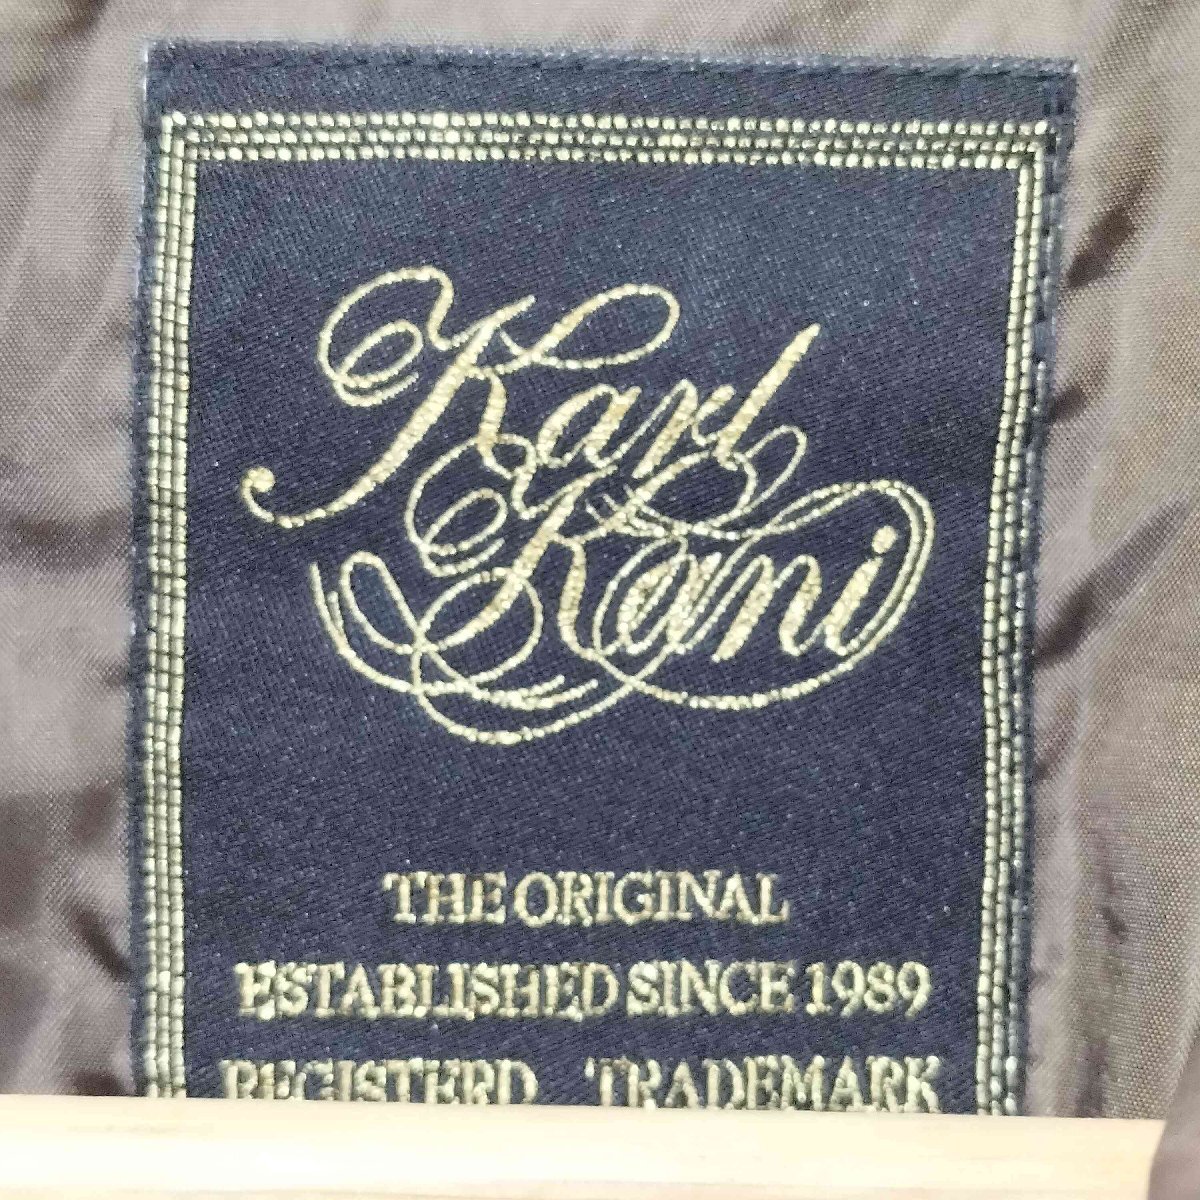 Karl
Kani
THE ORIGINAL
ESTABLISHED SINCE 1989
REGISTERD TRADEMARK